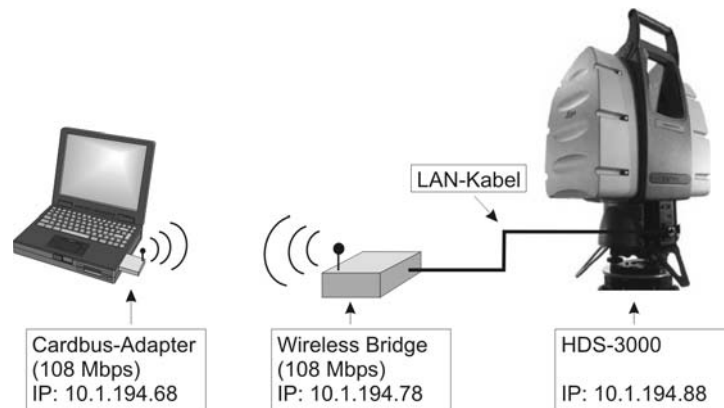 LAN-Kabel
Cardbus-Adapter
(108 Mbps)
IP: 10.1.194.68
Wireless Bridge
(108 Mbps)
IP: 10.1.194.78
HDS-3000
IP: 10.1.194.88